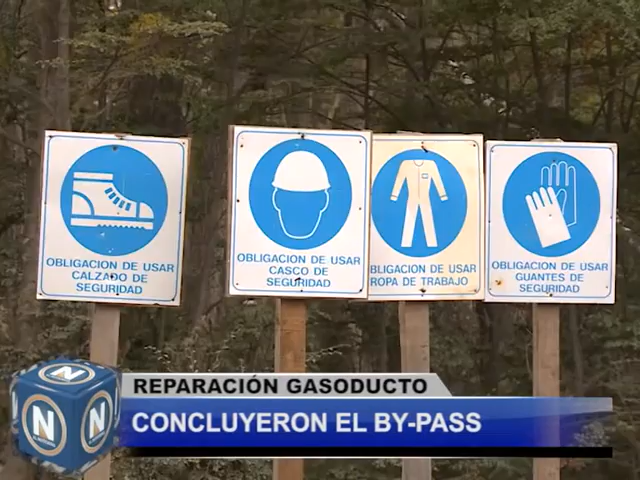 OBLIGACION DE USAR
CALZADO DE
SEGURIDAD
OBLIGACION DE USAR
CASCO DE
SEGURIDAD
BLIGACION DE USAR
ROPA DE TRABAJO
OBLIGACION DE USAR
GUANTES DE
SEGURIDAD
REPARACIÓN GASODUCTO
CONCLUYERON EL BY-PASS
N
N